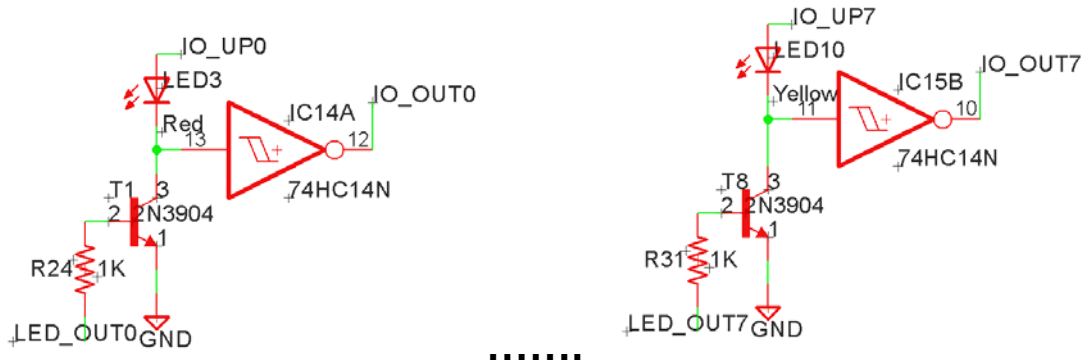 IO_UP0
LED3
IO_OUT0
IC14A
Red
13
12
74HC14N
T1 3
2 2N3904
1
R24 1K
LED_OUT0 GND
IO_UP7
LED10
IO_OUT7
IC15B
Yellow
11
10
74HC14N
T8 3
2 2N3904
1
R31 1K
LED_OUT7 GND